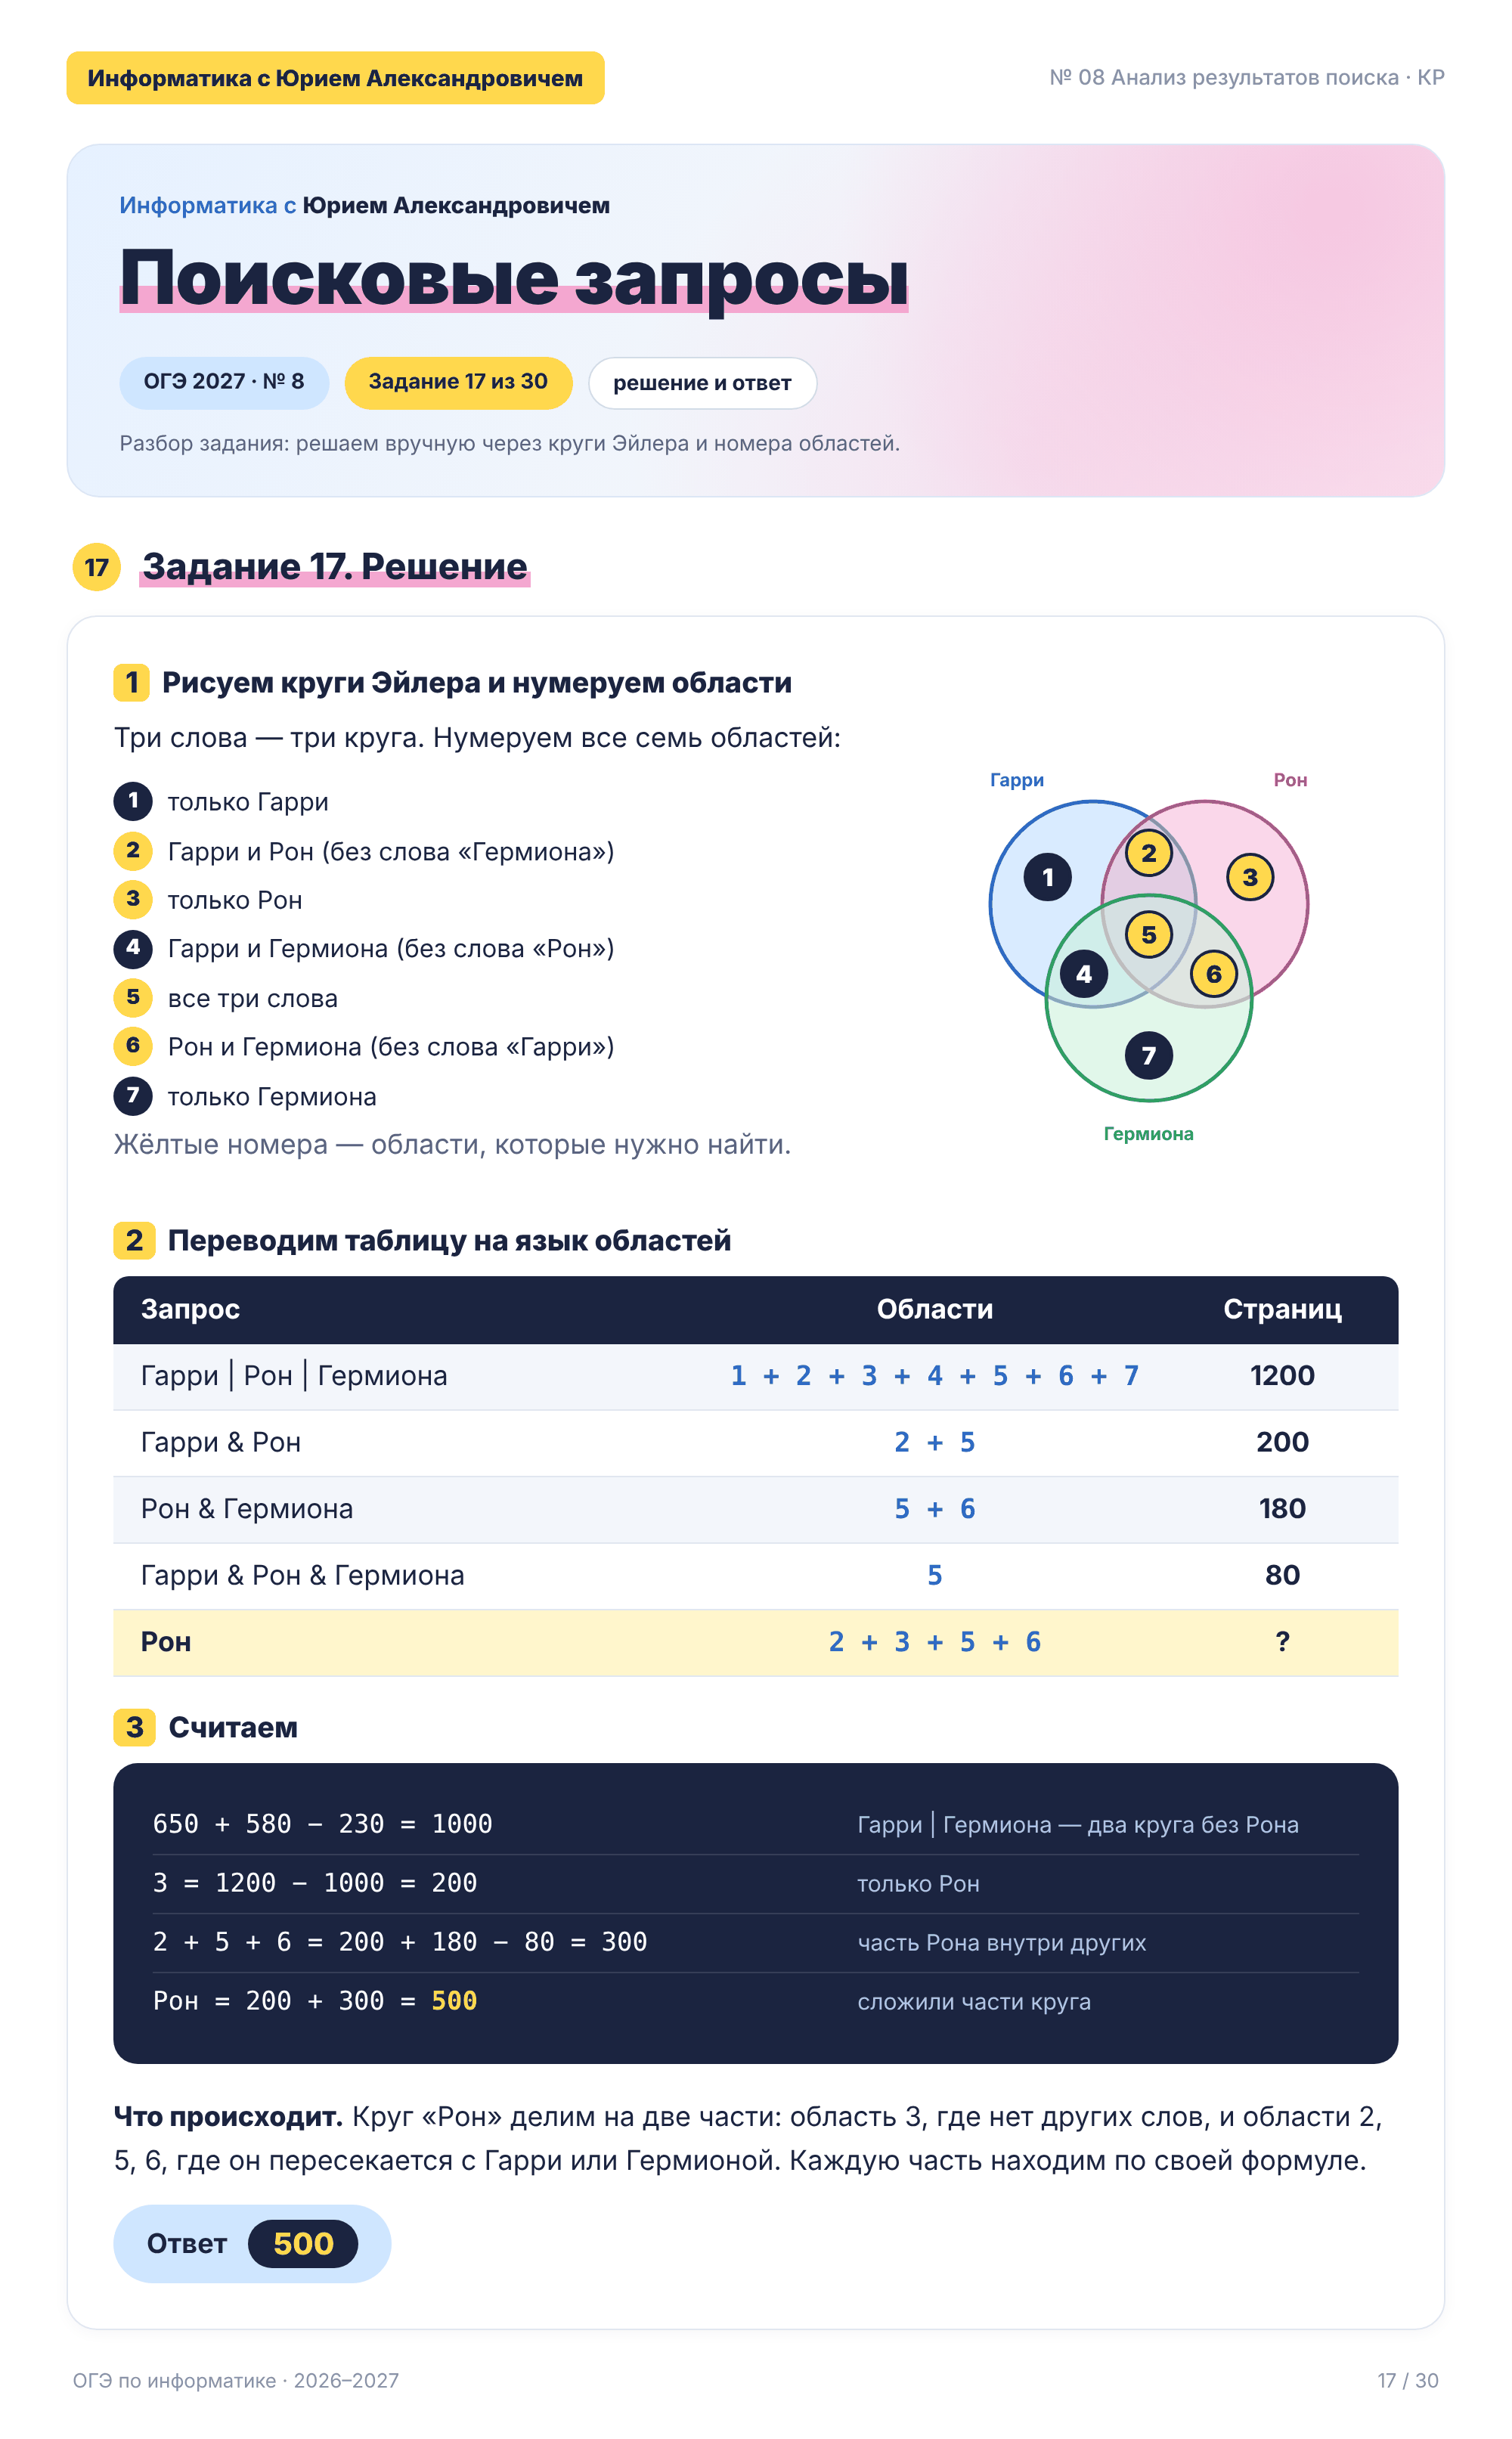 Информатика с Юрием Александровичем
№ 08 Анализ результатов поиска · КР
Информатика с Юрием Александровичем
Поисковые запросы
ОГЭ 2027 · № 8
Задание 17 из 30
решение и ответ
Разбор задания: решаем вручную через круги Эйлера и номера областей.
17 Задание 17. Решение
1 Рисуем круги Эйлера и нумеруем области
Три слова — три круга. Нумеруем все семь областей:
1 только Гарри
2 Гарри и Рон (без слова «Гермиона»)
3 только Рон
4 Гарри и Гермиона (без слова «Рон»)
5 все три слова
6 Рон и Гермиона (без слова «Гарри»)
7 только Гермиона
Жёлтые номера — области, которые нужно найти.
Гарри
Рон
1
2
3
5
4
6
7
Гермиона
2 Переводим таблицу на язык областей
Запрос Области Страниц
Гарри | Рон | Гермиона 1 + 2 + 3 + 4 + 5 + 6 + 7 1200
Гарри & Рон 2 + 5 200
Рон & Гермиона 5 + 6 180
Гарри & Рон & Гермиона 5 80
Рон 2 + 3 + 5 + 6 ?
3 Считаем
650 + 580 − 230 = 1000 Гарри | Гермиона — два круга без Рона
3 = 1200 − 1000 = 200 только Рон
2 + 5 + 6 = 200 + 180 − 80 = 300 часть Рона внутри других
Рон = 200 + 300 = 500 сложили части круга
Что происходит. Круг «Рон» делим на две части: область 3, где нет других слов, и области 2,
5, 6, где он пересекается с Гарри или Гермионой. Каждую часть находим по своей формуле.
Ответ 500
ОГЭ по информатике · 2026–2027
17 / 30